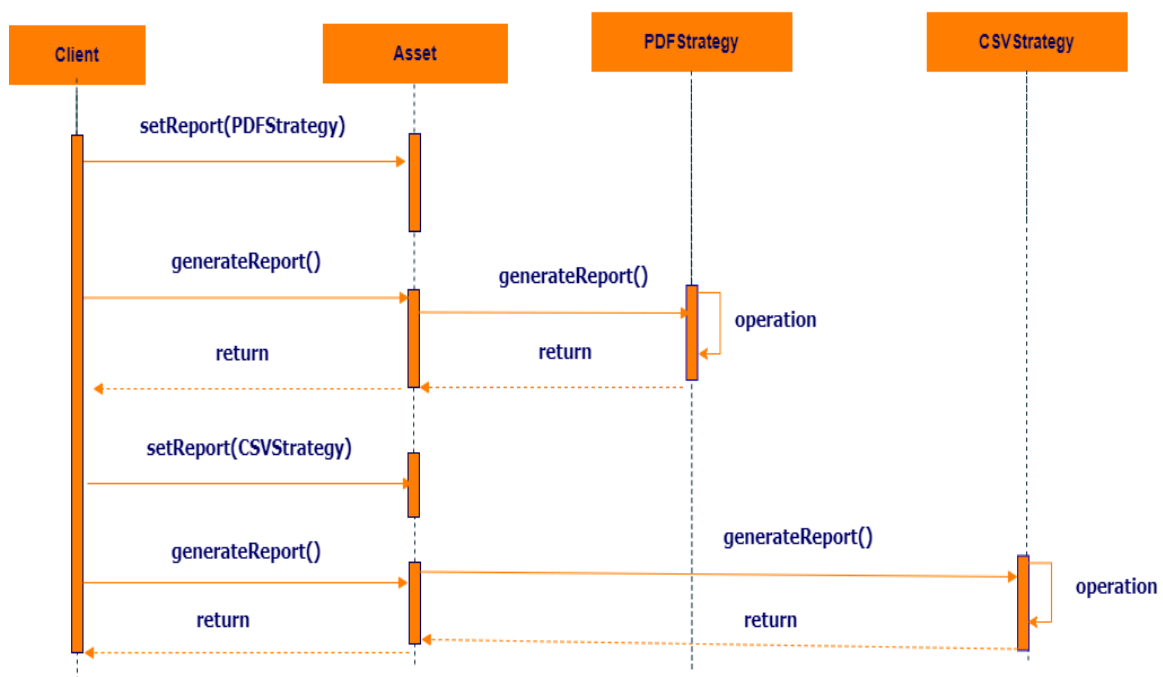 Client
Asset
PDFStrategy
CSVStrategy
setReport(PDFStrategy)
generateReport()
generateReport()
operation
return
return
setReport(CSVStrategy)
generateReport()
generateReport()
operation
return
return